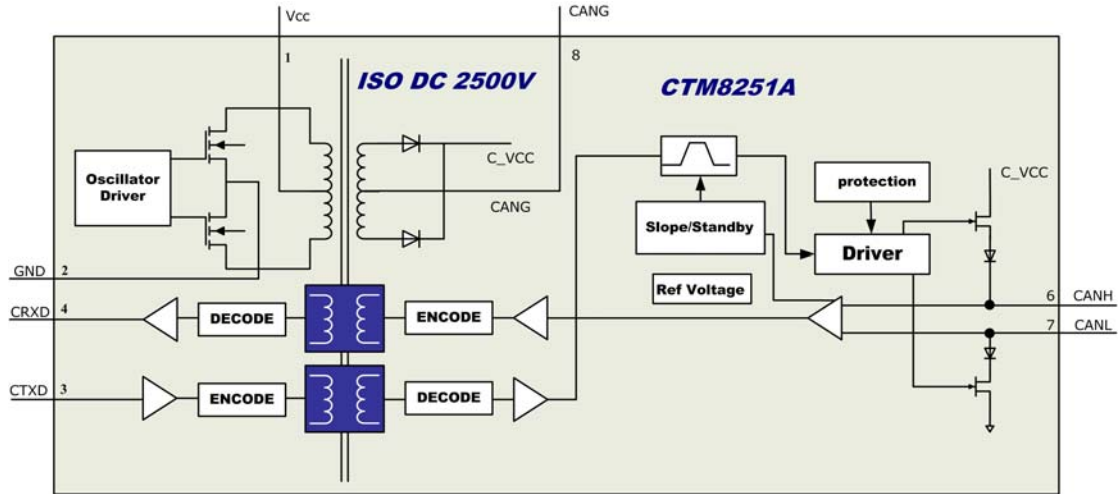 Vcc
CANG
1
8
ISO DC 2500V
CTM8251A
C_VCC
CANG
Oscillator
Driver
protection
C_VCC
Slope/Standby
Driver
GND
2
Ref Voltage
CRXD
4
DECODE
ENCODE
6
CANH
7
CANL
CTXD
3
ENCODE
DECODE